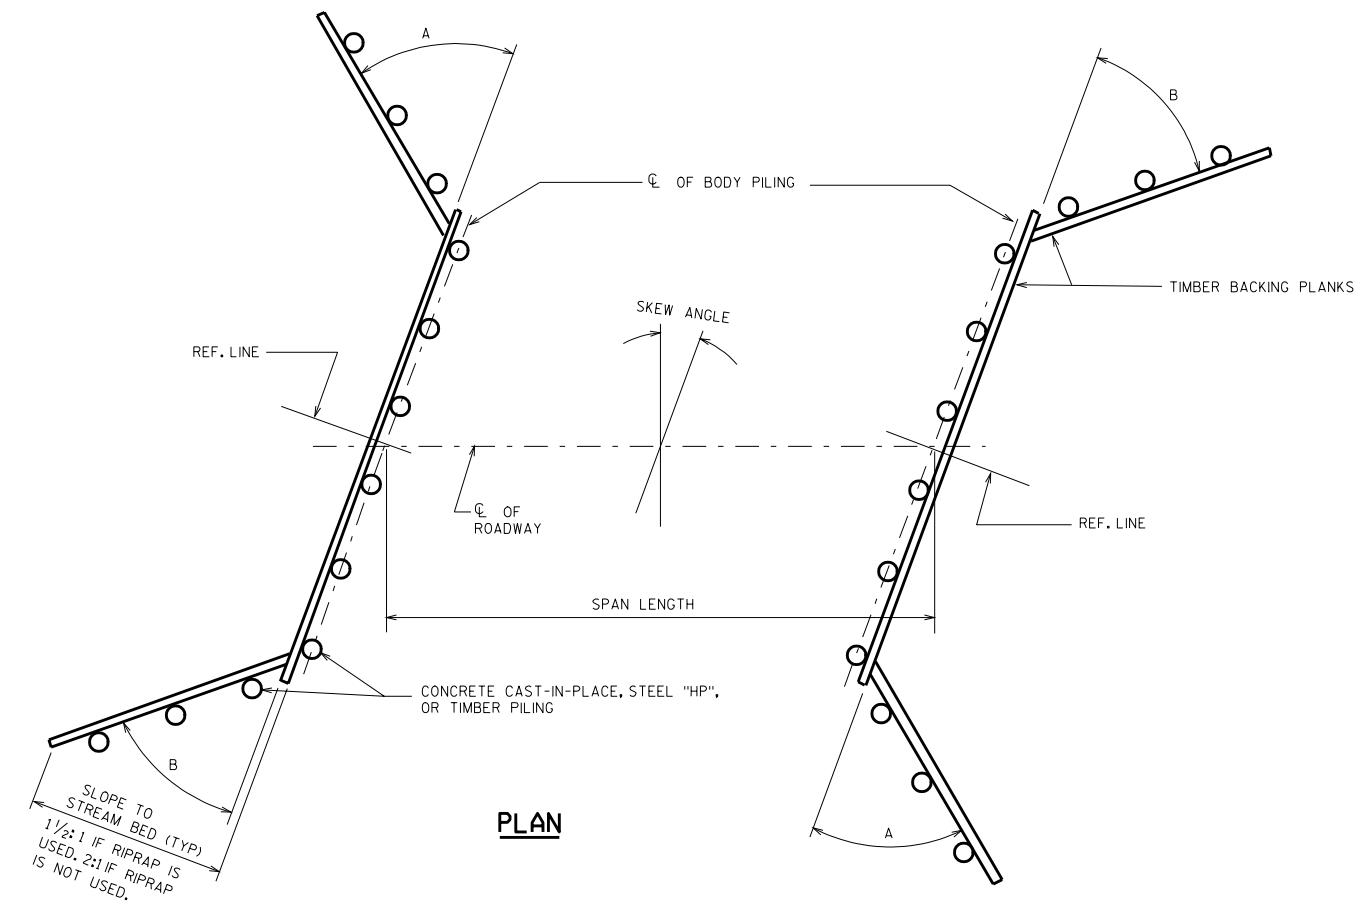 A
B
℄ OF BODY PILING
TIMBER BACKING PLANKS
SKEW ANGLE
REF. LINE
℄ OF
ROADWAY
REF. LINE
SPAN LENGTH
CONCRETE CAST-IN-PLACE, STEEL "HP",
OR TIMBER PILING
B
SLOPE TO
STREAM BED (TYP)
1 1/2:1 IF RIPRAP IS
USED. 2:1 IF RIPRAP
IS NOT USED.
A
PLAN